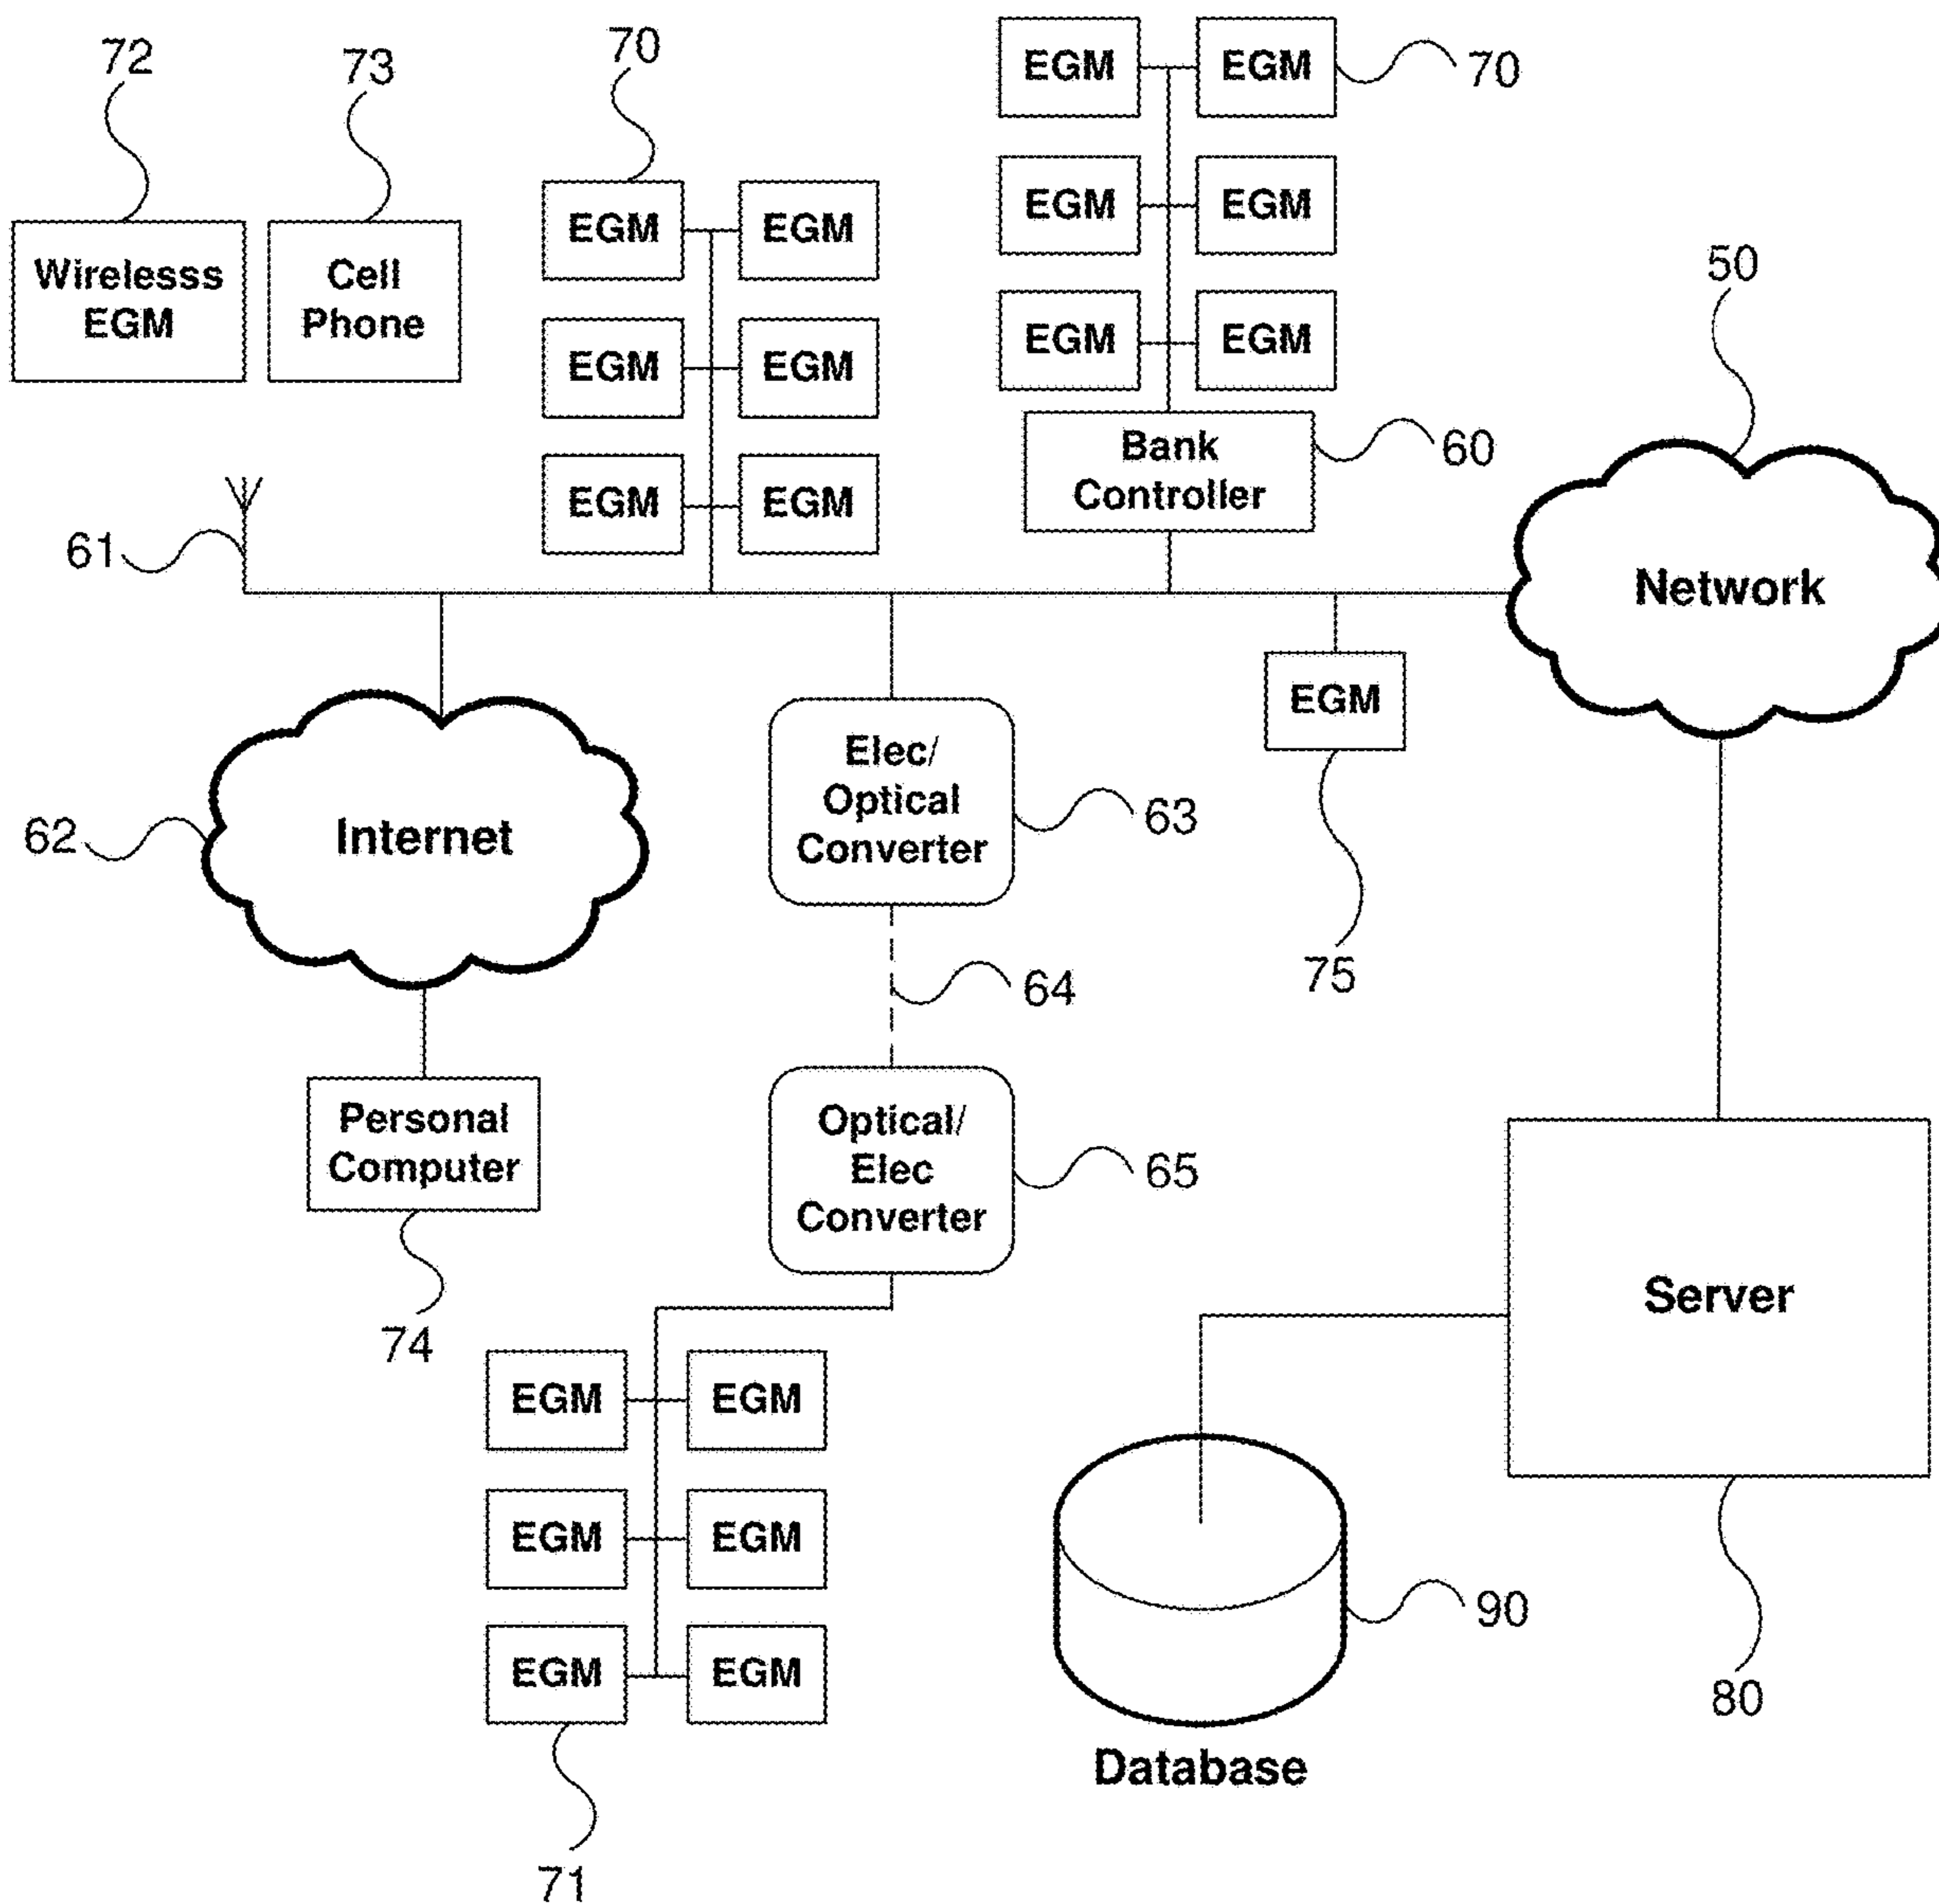 72
73
70
EGM
EGM
70
Wirelesss
EGM
Cell
Phone
EGM
EGM
EGM
EGM
50
EGM
EGM
EGM
EGM
EGM
EGM
Bank
Controller
60
61
Network
62
Internet
Elec/
Optical
Converter
63
EGM
75
64
Personal
Computer
74
Optical/
Elec
Converter
65
Server
80
EGM
EGM
EGM
EGM
EGM
EGM
71
90
Database